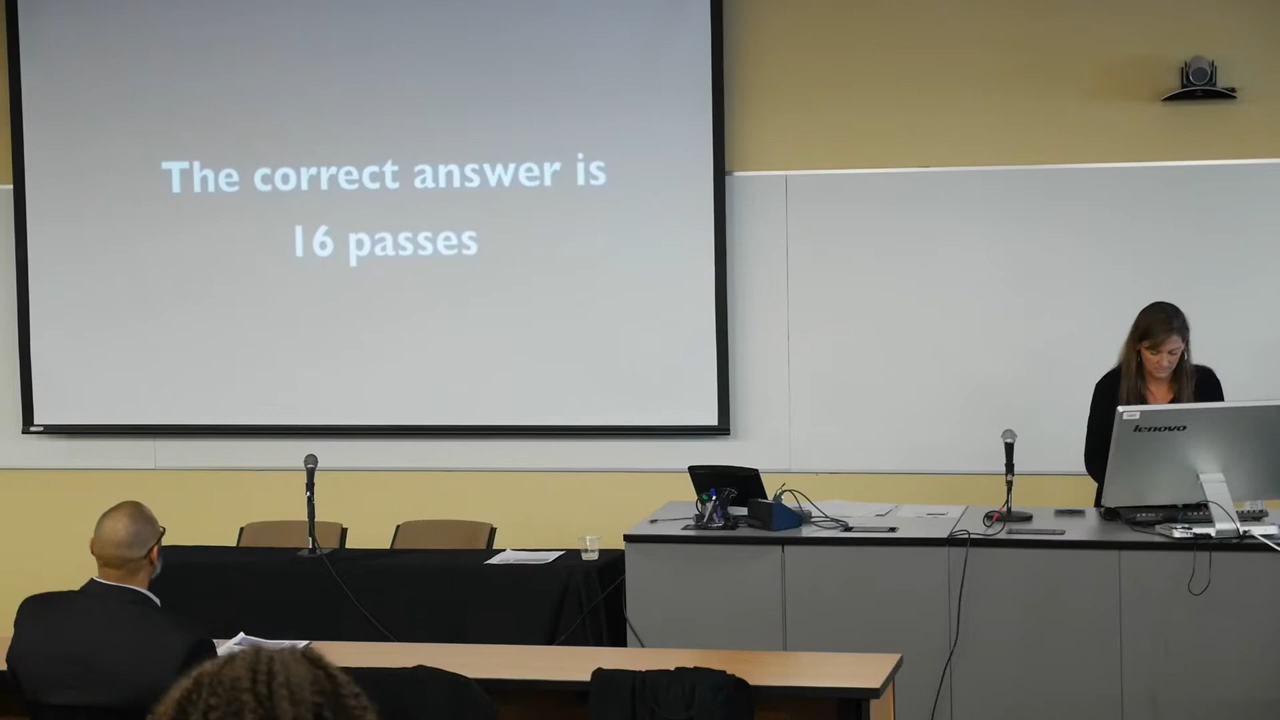 The correct answer is
16 passes
lenovo